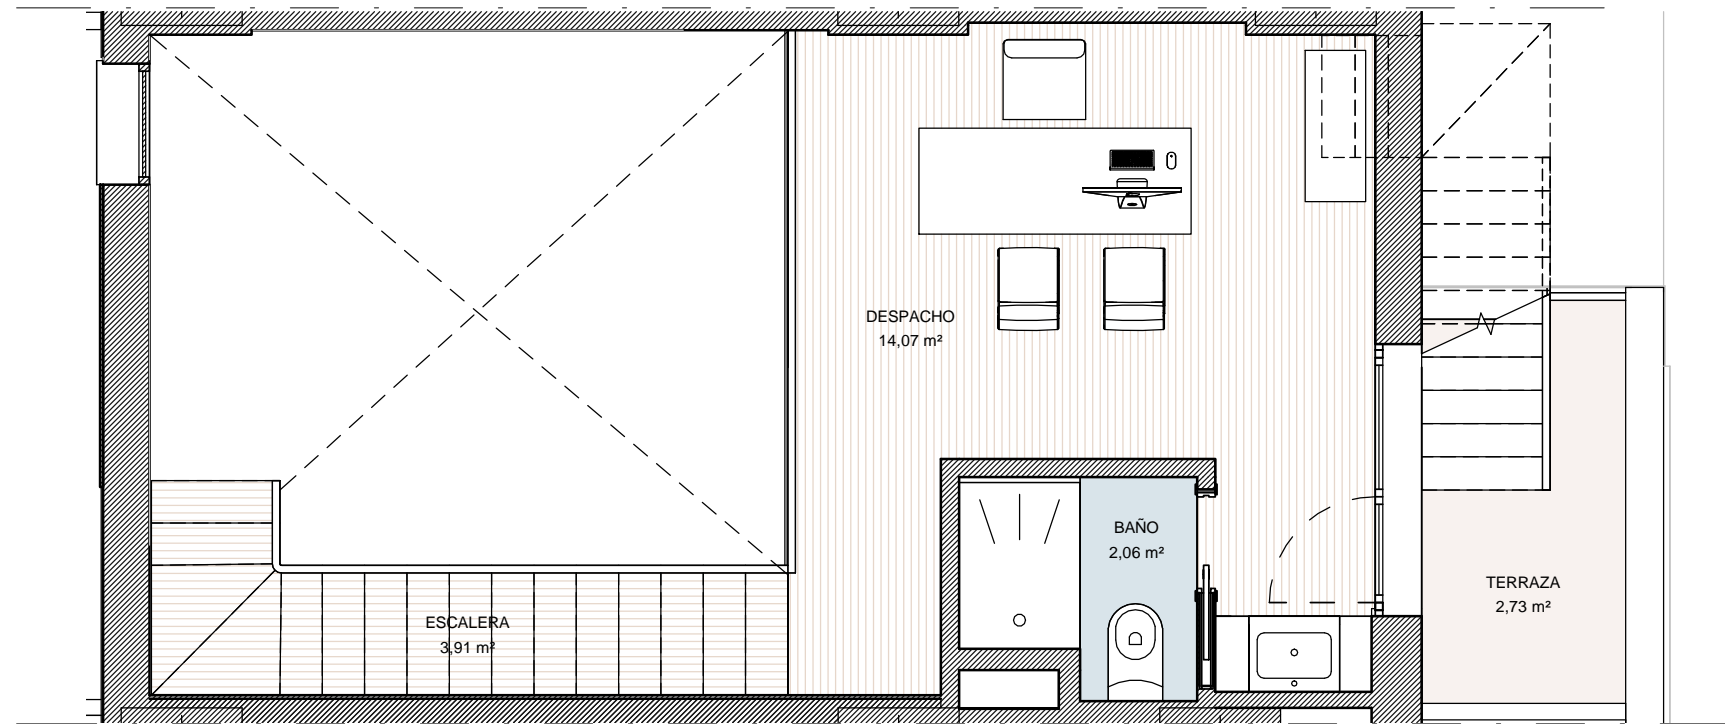 DESPACHO
14,07 m²
BAÑO
2,06 m²
TERRAZA
2,73 m²
ESCALERA
3,91 m²